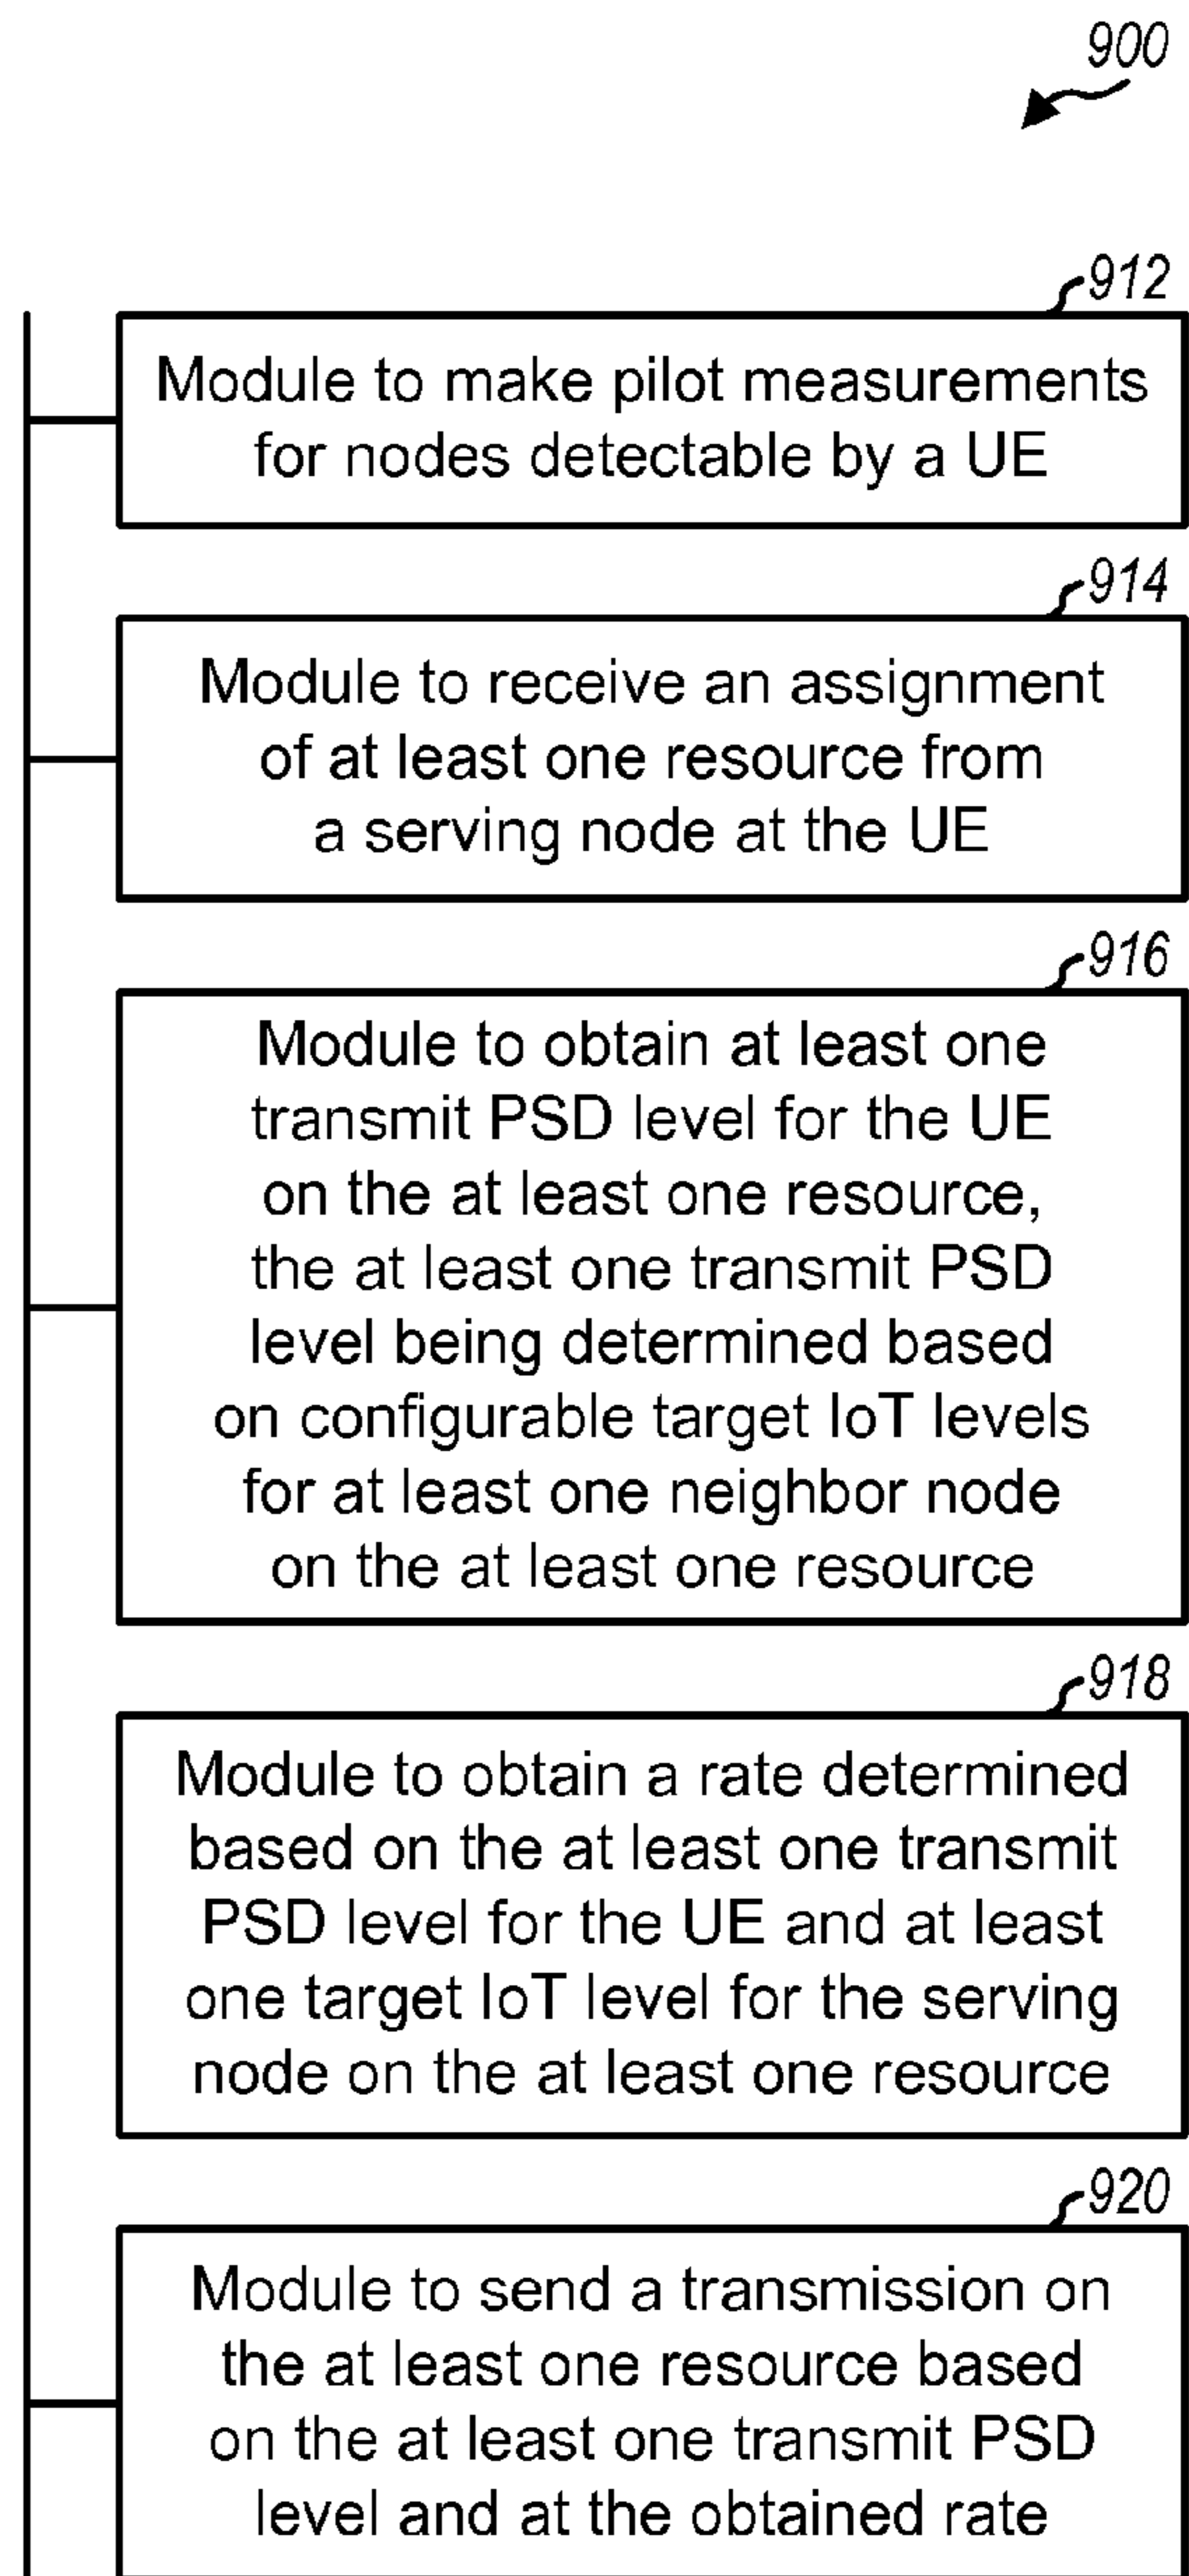 900
912
Module to make pilot measurements
for nodes detectable by a UE
914
Module to receive an assignment
of at least one resource from
a serving node at the UE
916
Module to obtain at least one
transmit PSD level for the UE
on the at least one resource,
the at least one transmit PSD
level being determined based
on configurable target IoT levels
for at least one neighbor node
on the at least one resource
918
Module to obtain a rate determined
based on the at least one transmit
PSD level for the UE and at least
one target IoT level for the serving
node on the at least one resource
920
Module to send a transmission on
the at least one resource based
on the at least one transmit PSD
level and at the obtained rate